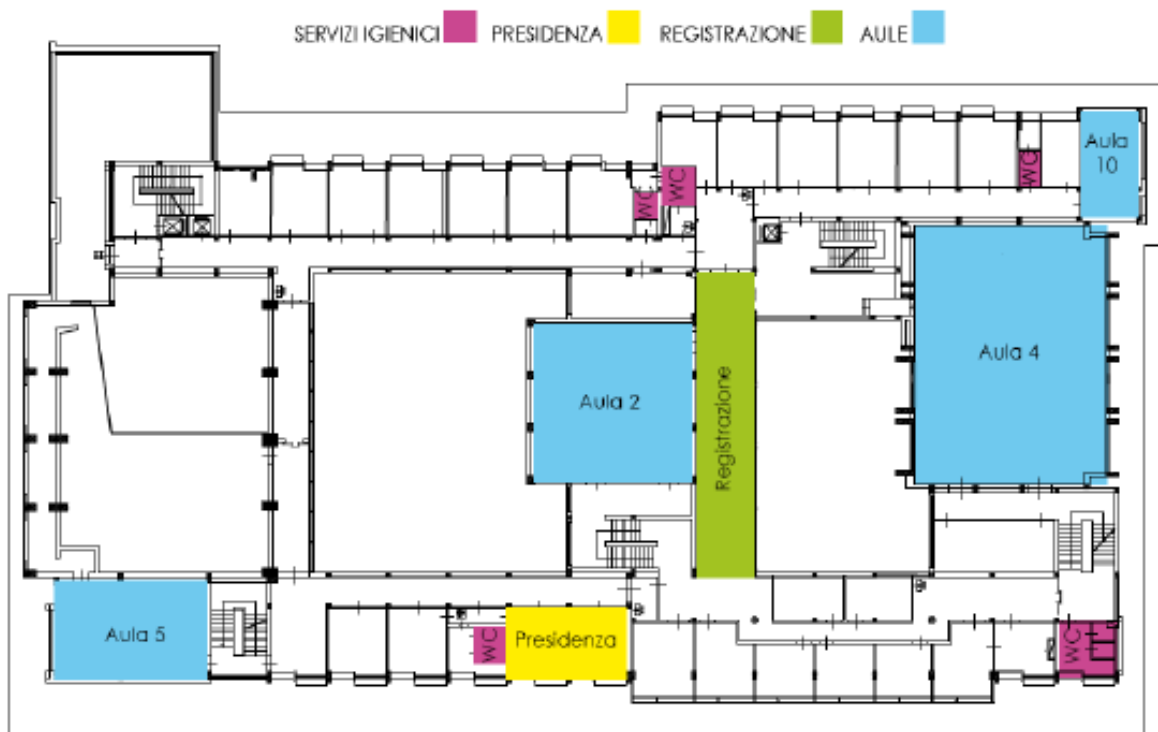 SERVIZI IGIENICI PRESIDENZA REGISTRAZIONE AULE
Aula
10
WC
WC
WC
Aula 4
Aula 2
Registrazione
Aula 5
WC
Presidenza
WC